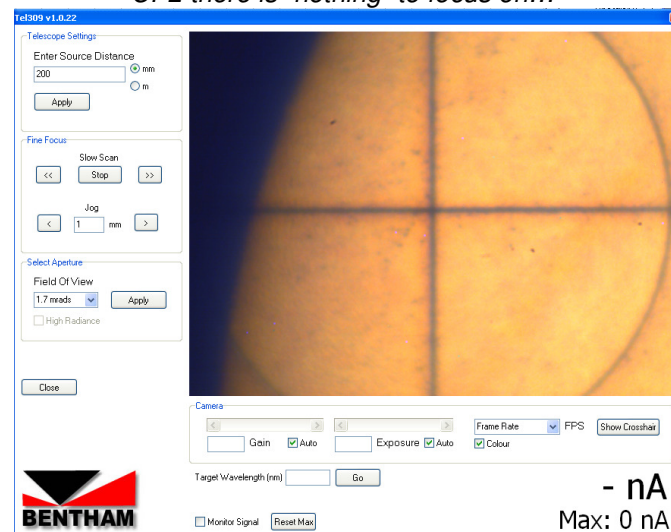 Tel309 v1.0.22
Telescope Settings
Enter Source Distance
200
mm
m
Apply
Fine Focus
Slow Scan
<< Stop >>
Jog
< 1 mm >
Select Aperture
Field Of View
1.7 mrads Apply
High Radiance
Close
Camera
Frame Rate FPS Show Crosshair
Gain Auto Exposure Auto Colour
Target Wavelength (nm) Go
- nA
BENTHAM
Monitor Signal Reset Max
Max: 0 nA